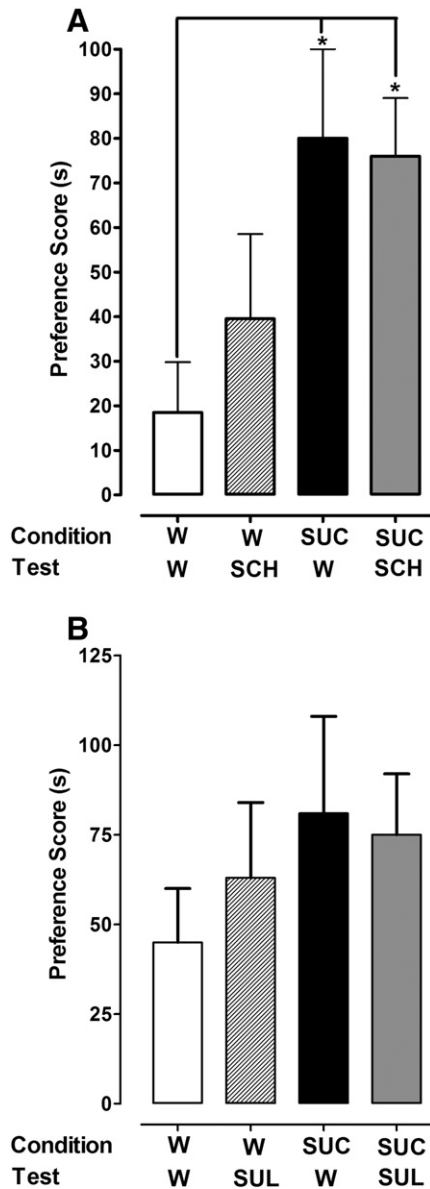 A
Preference Score (s)
100
90
80
70
60
50
40
30
20
10
0
* *
Condition W W SUC SUC
Test W SCH W SCH
B
Preference Score (s)
125
100
75
50
25
0
Condition W W SUC SUC
Test W SUL W SUL